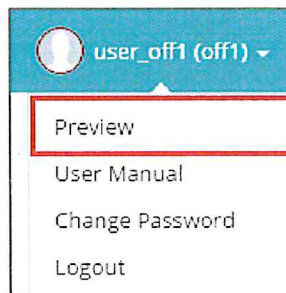 user_off1 (off1)
Preview
User Manual
Change Password
Logout